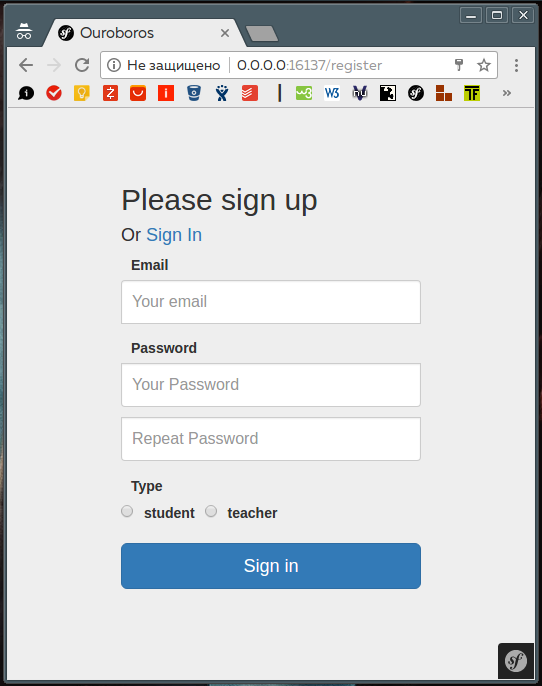 Ouroboros
Не защищено 0.0.0.0:16137/register
Please sign up
Or Sign In
Email
Your email
Password
Your Password
Repeat Password
Type
student teacher
Sign in